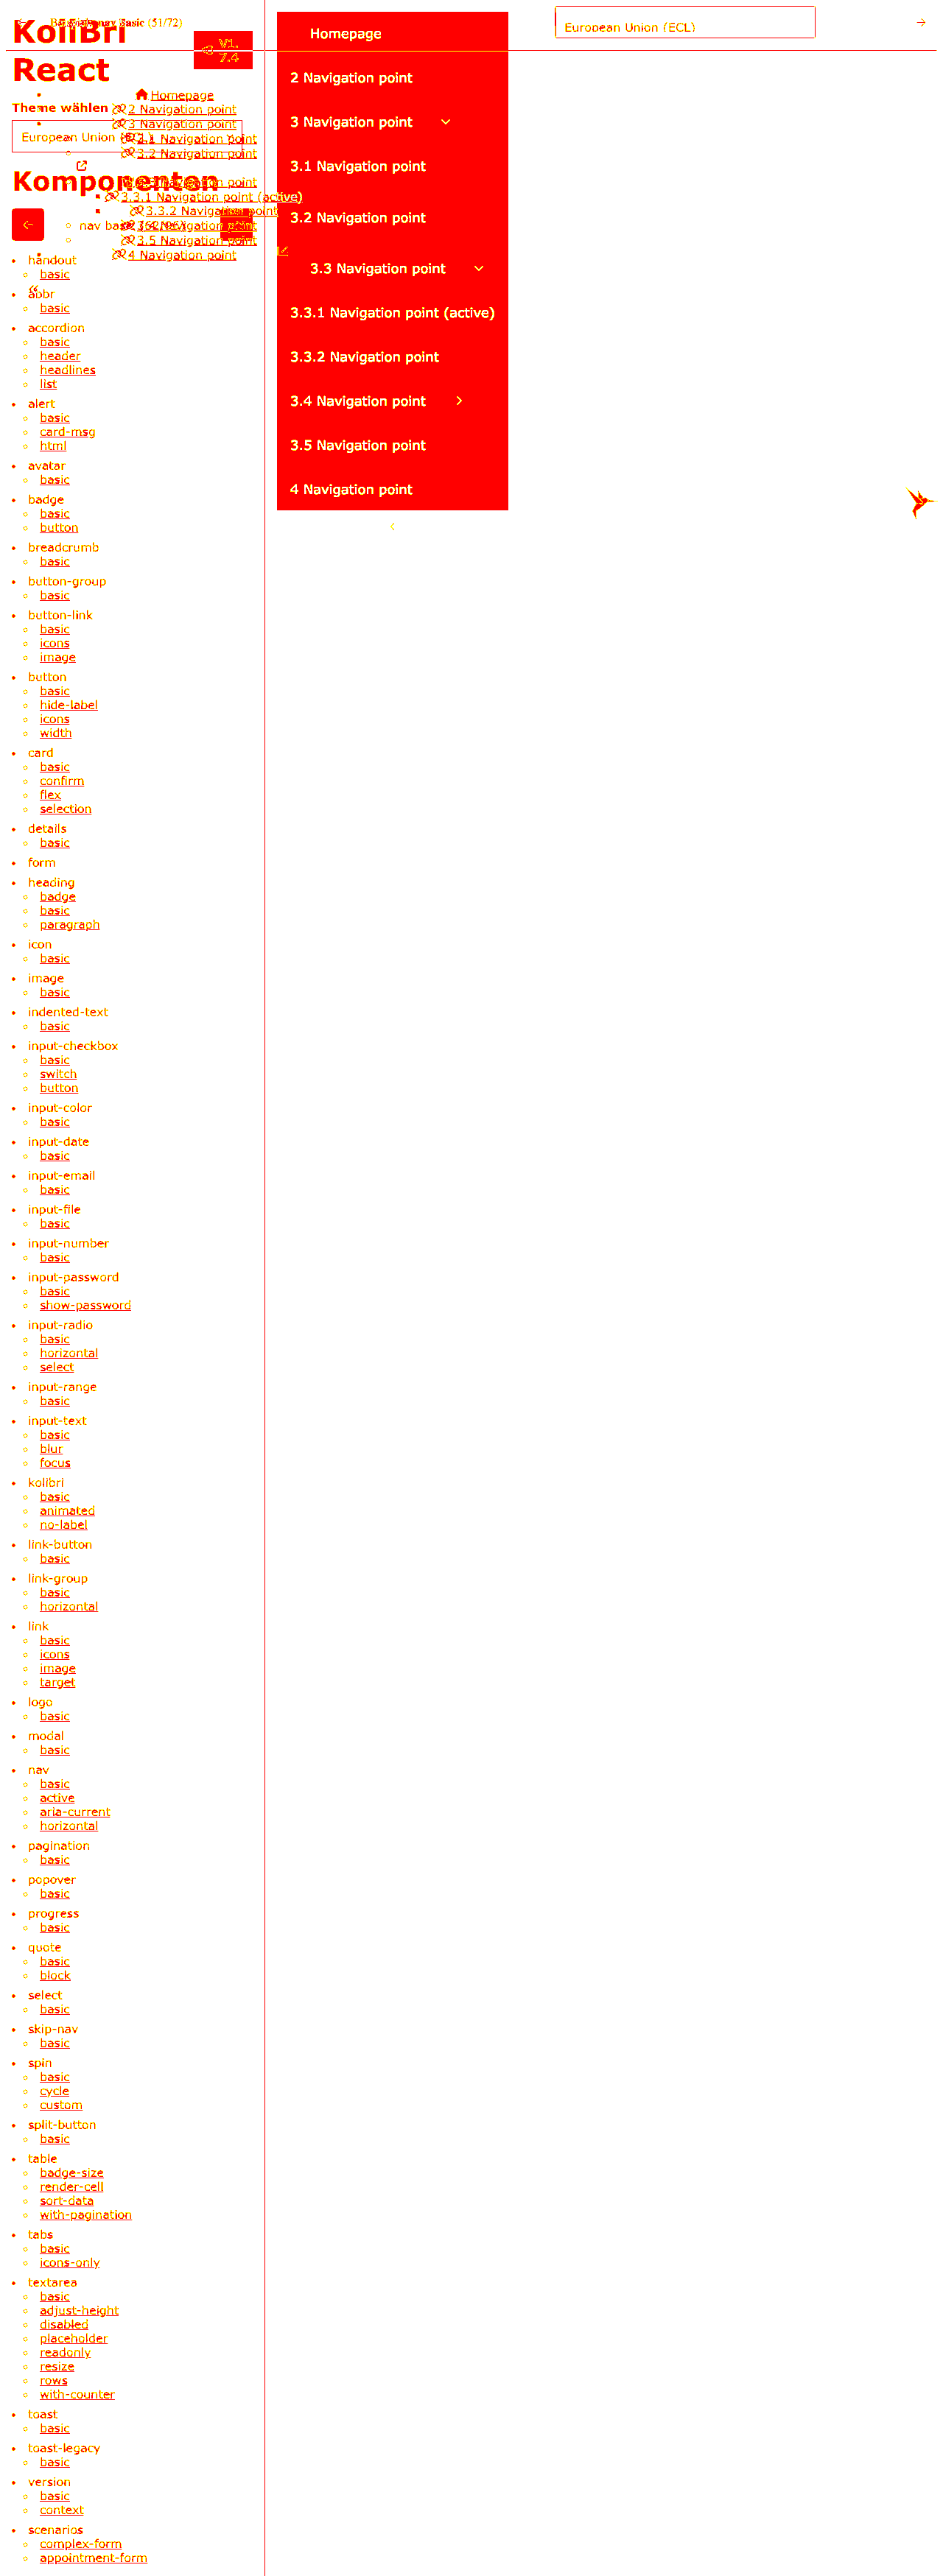 KoliBri
React
Beispiel: nav Basic (51/72)
V1.
7.4
Theme wählen
European Union (ECL)
Komponenten
Homepage
2 Navigation point
3 Navigation point
3.1 Navigation point
3.2 Navigation point
Navigation point
3.3.1 Navigation point (active)
3.3.2 Navigation point
nav basic
Navigation point
3.5 Navigation point
4 Navigation point
handout
basic
abbr
basic
accordion
basic
header
headlines
list
alert
basic
card-msg
html
avatar
basic
badge
basic
button
breadcrumb
basic
button-group
basic
button-link
basic
icons
image
button
basic
hide-label
icons
width
card
basic
confirm
flex
selection
details
basic
form
heading
badge
basic
paragraph
icon
basic
image
basic
indented-text
basic
input-checkbox
basic
switch
button
input-color
basic
input-date
basic
input-email
basic
input-file
basic
input-number
basic
input-password
basic
show-password
input-radio
basic
horizontal
select
input-range
basic
input-text
basic
blur
focus
kolibri
basic
animated
no-label
link-button
basic
link-group
basic
horizontal
link
basic
icons
image
target
logo
basic
modal
basic
nav
basic
active
aria-current
horizontal
pagination
basic
popover
basic
progress
basic
quote
basic
block
select
basic
skip-nav
basic
spin
basic
cycle
custom
split-button
basic
table
badge-size
render-cell
sort-data
with-pagination
tabs
basic
icons-only
textarea
basic
adjust-height
disabled
placeholder
readonly
resize
rows
with-counter
toast
basic
toast-legacy
basic
version
basic
context
scenarios
complex-form
appointment-form
Homepage
2 Navigation point
3 Navigation point
3.1 Navigation point
3.2 Navigation point
3.3 Navigation point
3.3.1 Navigation point (active)
3.3.2 Navigation point
3.4 Navigation point
3.5 Navigation point
4 Navigation point
European Union (ECL)